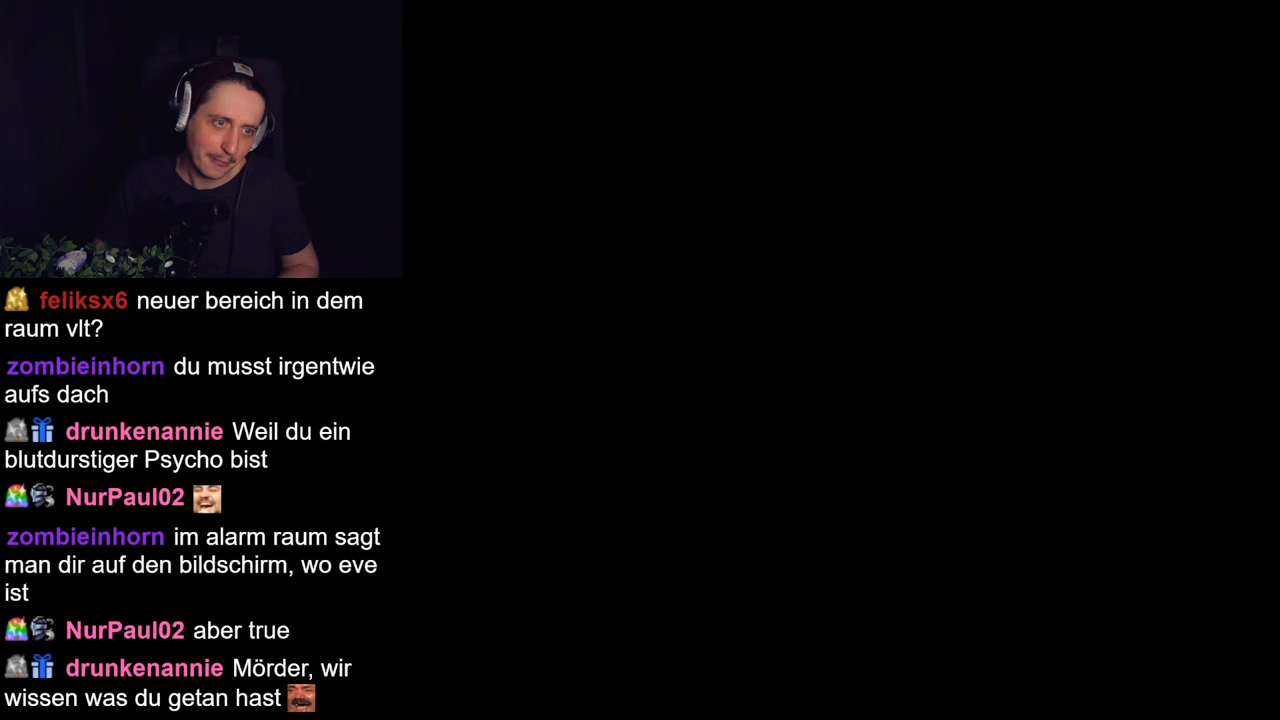 feliksx6 neuer bereich in dem
raum vlt?
zombieinhorn du musst irgentwie
aufs dach
drunkenannie Weil du ein
blutdurstiger Psycho bist
NurPaul02
zombieinhorn im alarm raum sagt
man dir auf den bildschirm, wo eve
ist
NurPaul02 aber true
drunkenannie Mörder, wir
wissen was du getan hast